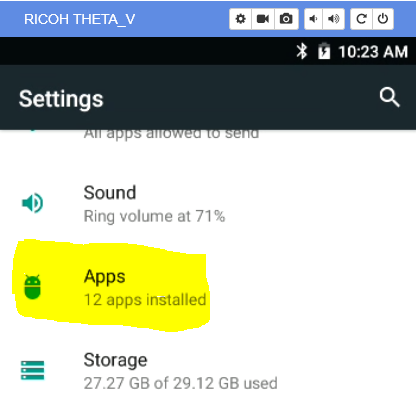 RICOH THETA_V
10:23 AM
Settings
All apps allowed to send
Sound
Ring volume at 71%
Apps
12 apps installed
Storage
27.27 GB of 29.12 GB used